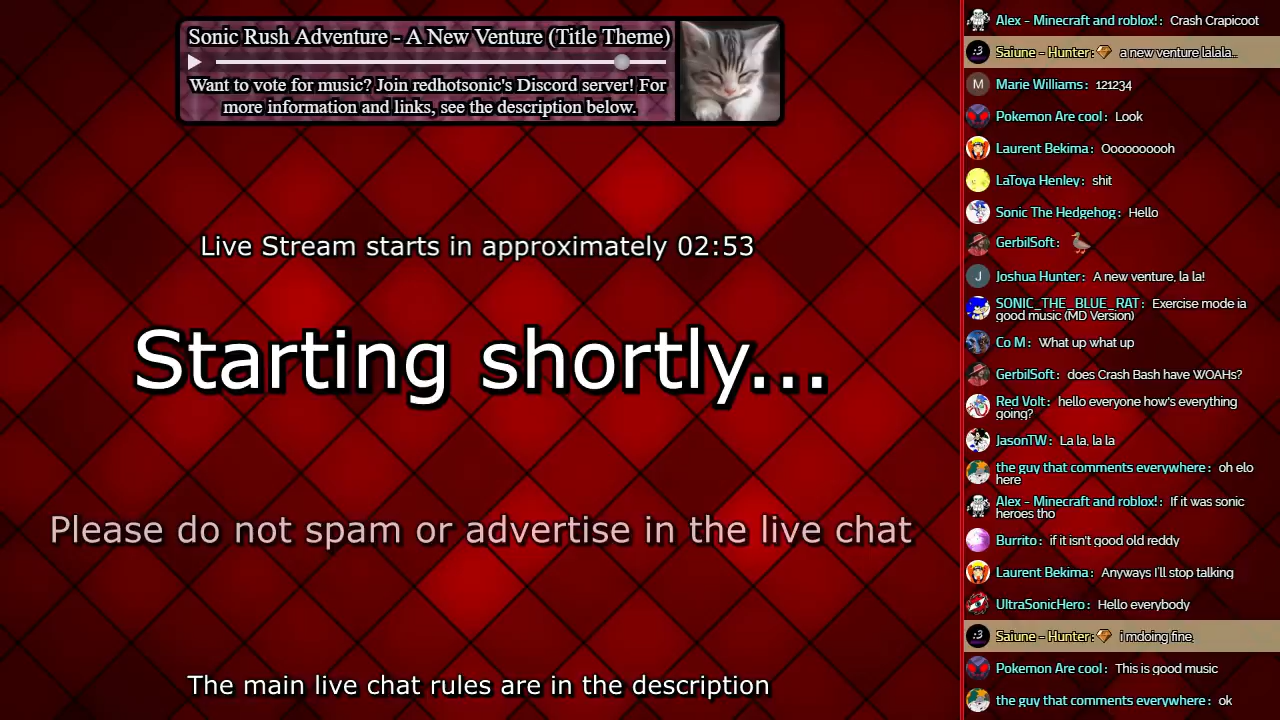 Sonic Rush Adventure - A New Venture (Title Theme)
Want to vote for music? Join redhotsonic's Discord server! For
more information and links, see the description below.
Live Stream starts in approximately 02:53
Starting shortly...
Please do not spam or advertise in the live chat
The main live chat rules are in the description
Alex - Minecraft and roblox!: Crash Crapicoot
:3 Saiune - Hunter: a new venture lalala...
M Marie Williams: 121234
Pokemon Are cool: Look
Laurent Bekima: Oooooooooh
LaToya Henley: shit
Sonic The Hedgehog: Hello
GerbilSoft:
J Joshua Hunter: A new venture, la la!
SONIC_THE_BLUE_RAT: Exercise mode ia
good music (MD Version)
Co M: What up what up
GerbilSoft: does Crash Bash have WOAHs?
Red Volt: hello everyone how's everything
going?
JasonTW: La la, la la
the guy that comments everywhere: oh elo
here
Alex - Minecraft and roblox!: If it was sonic
heroes tho
Burrito: if it isn't good old reddy
Laurent Bekima: Anyways I'll stop talking
UltraSonicHero: Hello everybody
:3 Saiune - Hunter: i mdoing fine,
Pokemon Are cool: This is good music
the guy that comments everywhere: ok